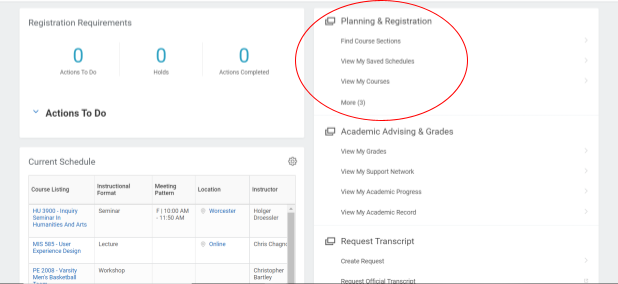 Registration Requirements
0
0
0
Actions To Do
Holds
Actions Completed
Actions To Do
Current Schedule
Course Listing
Instructional
Format
Meeting
Pattern
Location
Instructor
HU 3900 - Inquiry
Seminar In
Humanities And Arts
Seminar
F | 10:00 AM
- 11:50 AM
Worcester
Holger
Droessler
MIS 585 - User
Experience Design
Lecture
Online
Chris Chagno
PE 2008 - Varsity
Men's Basketball
Team
Workshop
Christopher
Bartley
Planning & Registration
Find Course Sections
View My Saved Schedules
View My Courses
More (3)
Academic Advising & Grades
View My Grades
View My Support Network
View My Academic Progress
View My Academic Record
Request Transcript
Create Request
Request Official Transcript